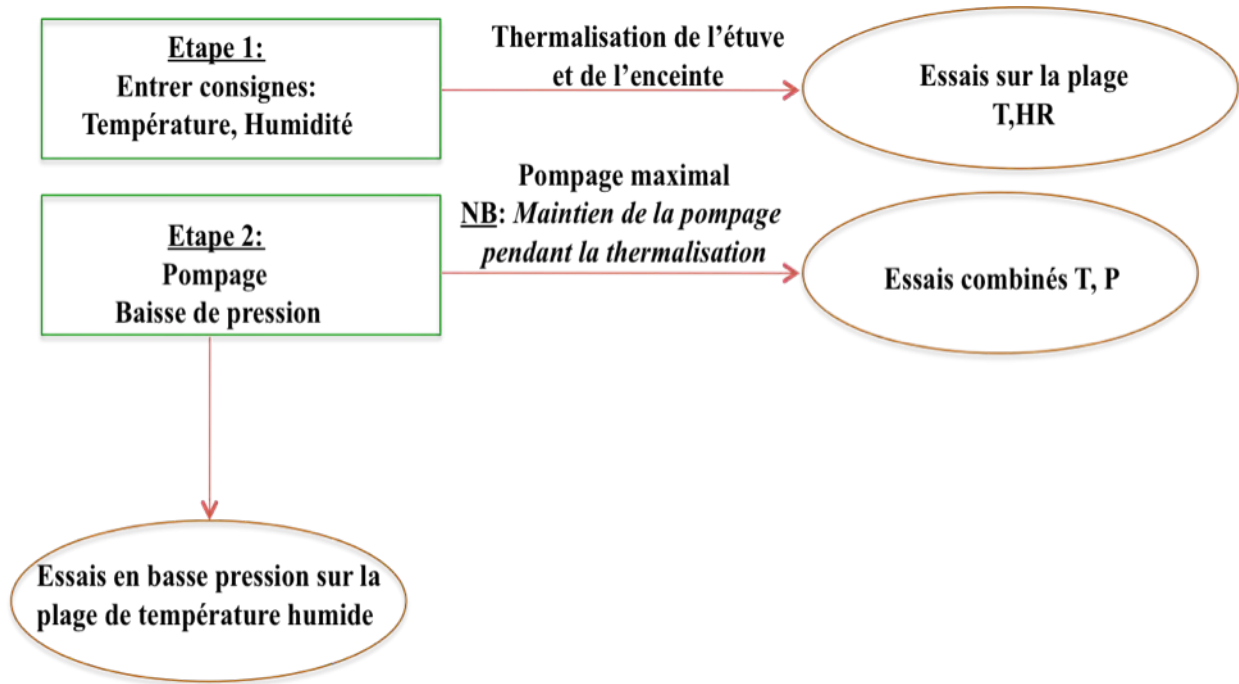 Etape 1:
Entrer consignes:
Température, Humidité
Thermalisation de l’étuve
et de l’enceinte
Essais sur la plage
T,HR
Etape 2:
Pompage
Baisse de pression
Pompage maximal
NB: Maintien de la pompage
pendant la thermalisation
Essais combinés T, P
Essais en basse pression sur la
plage de température humide